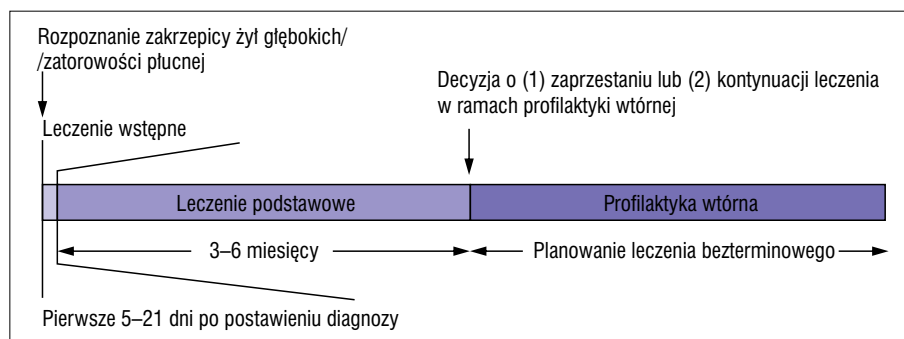 Rozpoznanie zakrzepicy żył głębokich/
/zatorowości płucnej
Decyzja o (1) zaprzestaniu lub (2) kontynuacji leczenia
w ramach profilaktyki wtórnej
Leczenie wstępne
Leczenie podstawowe
Profilaktyka wtórna
3–6 miesięcy
Planowanie leczenia bezterminowego
Pierwsze 5–21 dni po postawieniu diagnozy